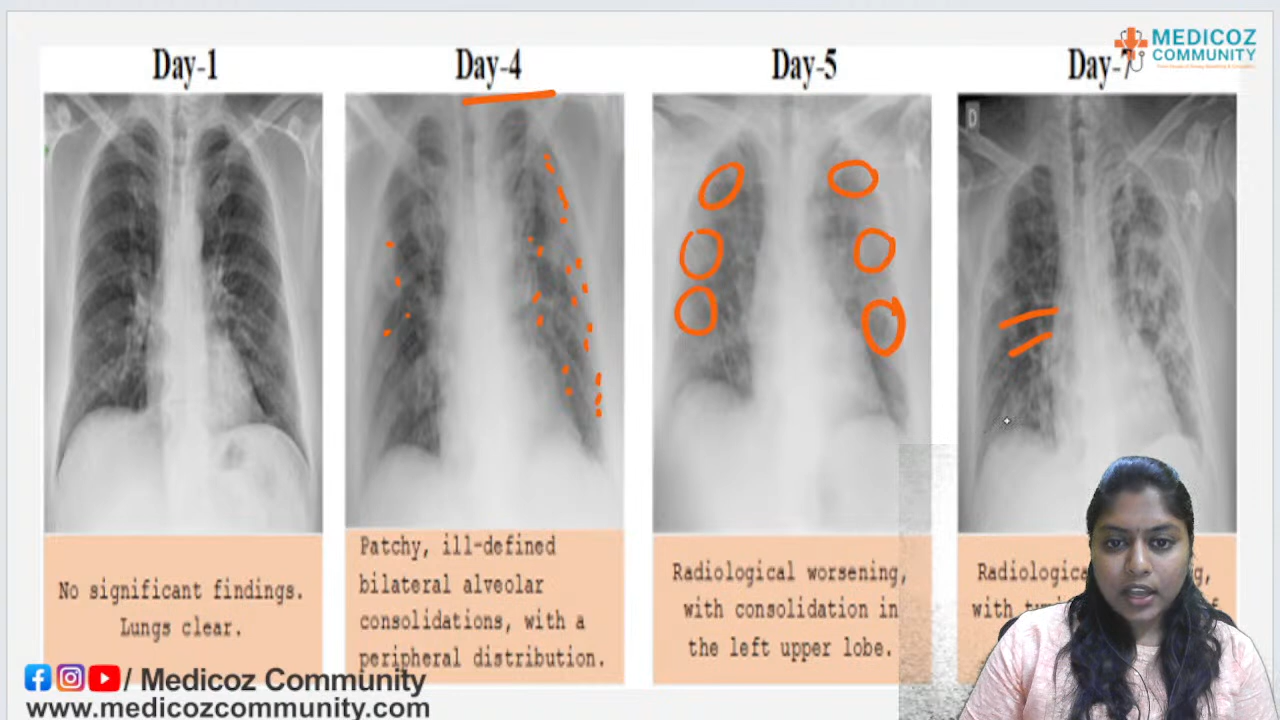 MEDICOZ
COMMUNITY
Day-1
Day-4
Day-5
Day-7
D
No significant findings.
Lungs clear.
Patchy, ill-defined
bilateral alveolar
consolidations, with a
peripheral distribution.
Radiological worsening,
with consolidation in
the left upper lobe.
with
/ Medicoz Community
www.medicozcommunity.com